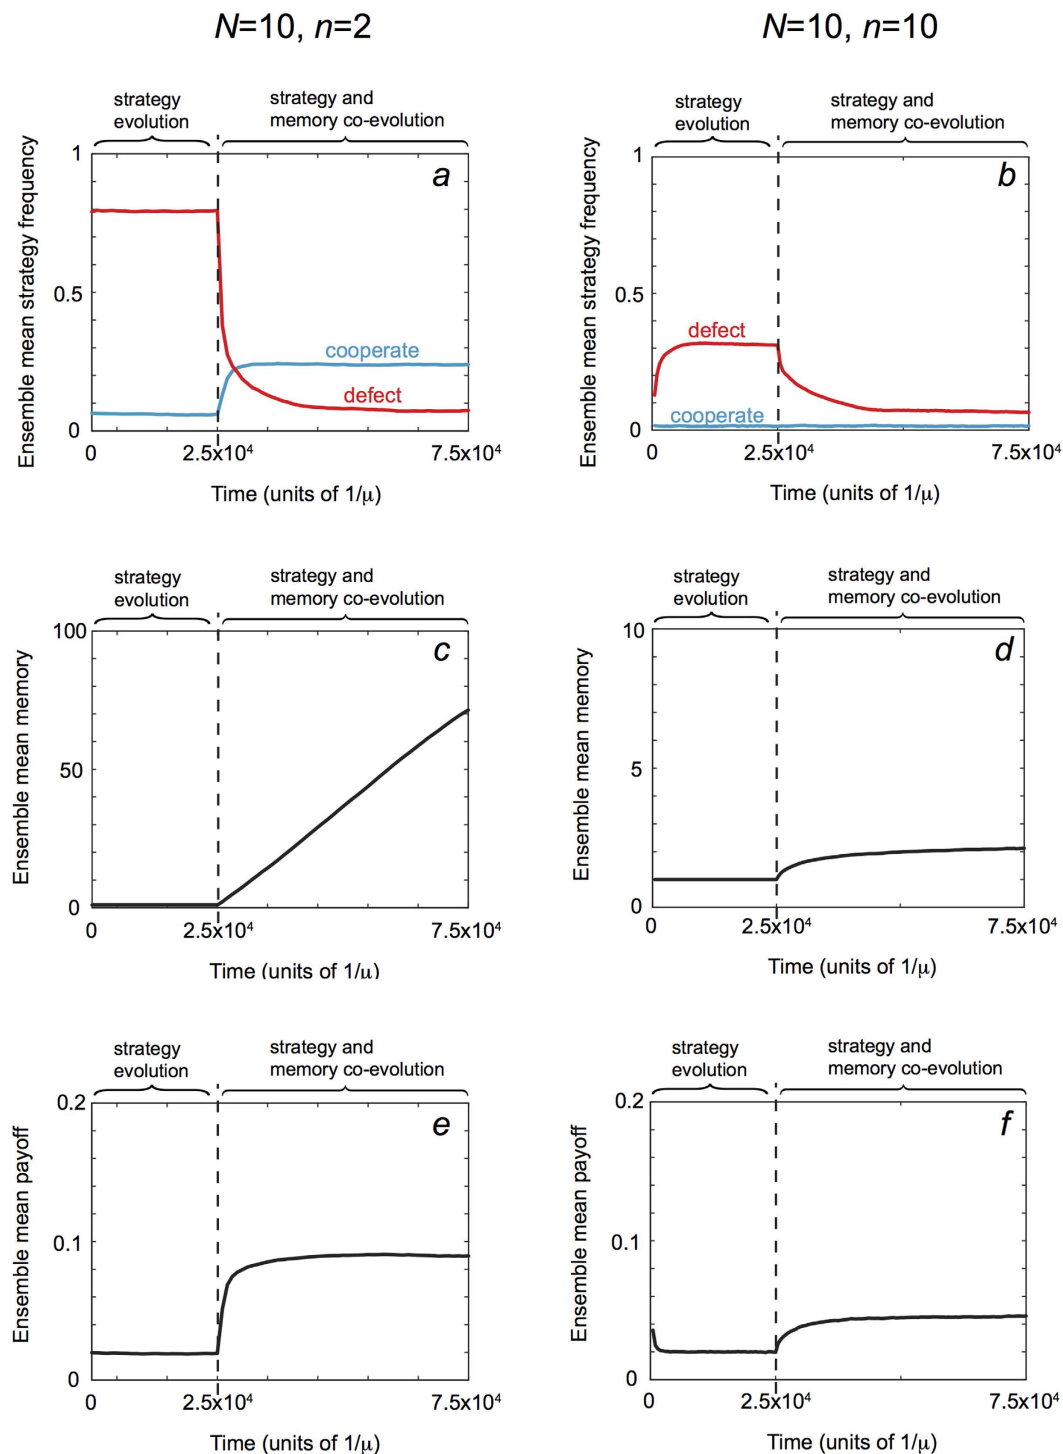 N=10, n=2
N=10, n=10
strategy
evolution
strategy and
memory co-evolution
a
Ensemble mean strategy frequency
1
0.5
0
cooperate
defect
0
2.5x10⁴
7.5x10⁴
Time (units of 1/μ)
strategy
evolution
strategy and
memory co-evolution
b
Ensemble mean strategy frequency
1
0.5
0
defect
cooperate
0
2.5x10⁴
7.5x10⁴
Time (units of 1/μ)
strategy
evolution
strategy and
memory co-evolution
c
Ensemble mean memory
100
50
0
0
2.5x10⁴
7.5x10⁴
Time (units of 1/μ)
strategy
evolution
strategy and
memory co-evolution
d
Ensemble mean memory
10
5
0
0
2.5x10⁴
7.5x10⁴
Time (units of 1/μ)
strategy
evolution
strategy and
memory co-evolution
e
Ensemble mean payoff
0.2
0.1
0
0
2.5x10⁴
7.5x10⁴
Time (units of 1/μ)
strategy
evolution
strategy and
memory co-evolution
f
Ensemble mean payoff
0.2
0.1
0
0
2.5x10⁴
7.5x10⁴
Time (units of 1/μ)